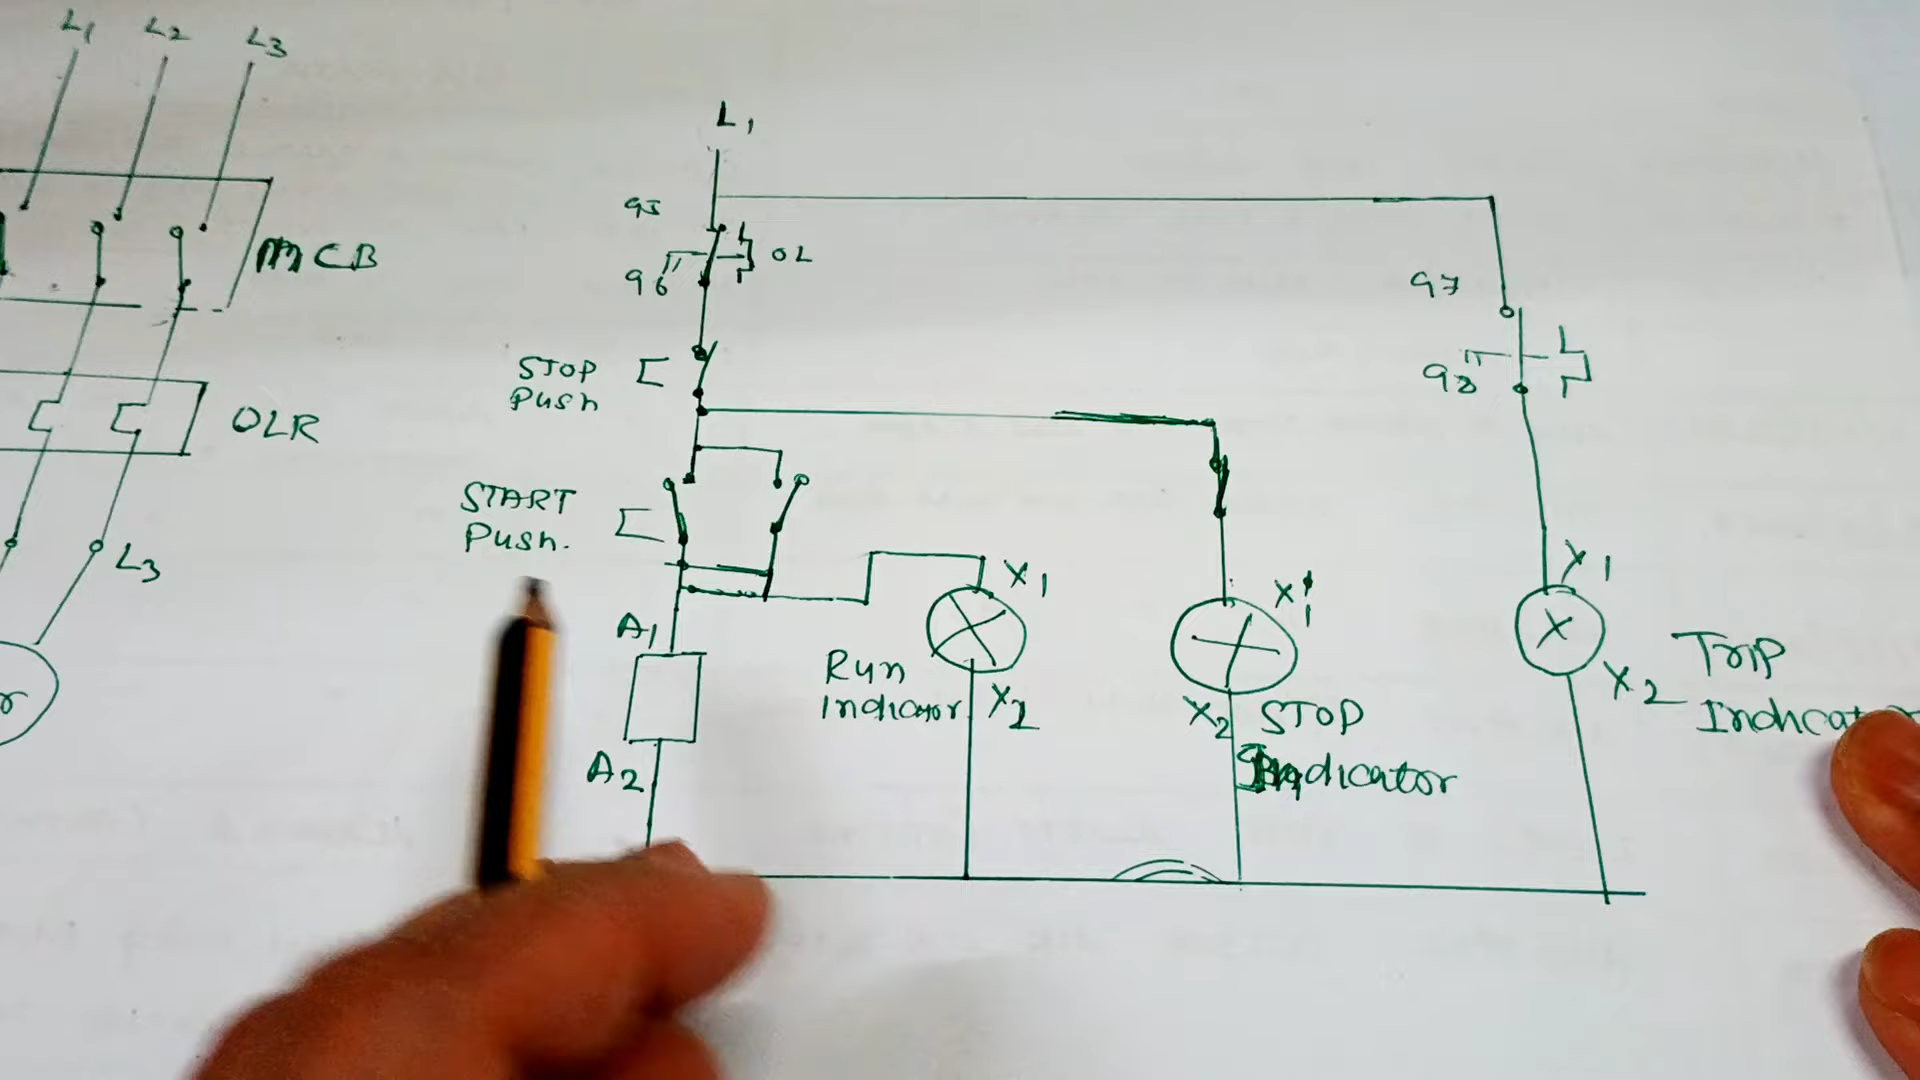 L1 L2 L3
MCB
OLR
L3
L1
95
96
OL
STOP
Push
START
Push.
A1
A2
Run
Indicator
X1
X2
X1
X2
STOP
Indicator
97
98
X1
X2
Trip
Indicat